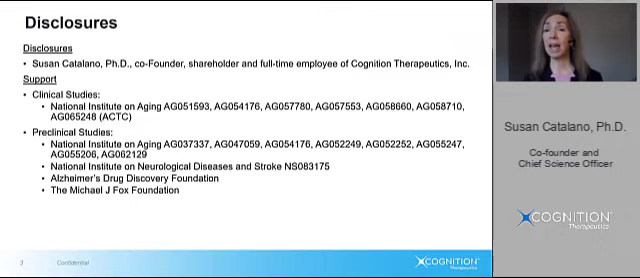 Disclosures
Disclosures
• Susan Catalano, Ph.D., co-Founder, shareholder and full-time employee of Cognition Therapeutics, Inc.
Support
• Clinical Studies:
• National Institute on Aging AG051593, AG054176, AG057780, AG057553, AG058660, AG058710,
AG065248 (ACTC)
• Preclinical Studies:
• National Institute on Aging AG037337, AG047059, AG054176, AG052249, AG052252, AG055247,
AG055206, AG062129
• National Institute on Neurological Diseases and Stroke NS083175
• Alzheimer's Drug Discovery Foundation
• The Michael J Fox Foundation
3 Confidential
COGNITION
Therapeutics
Susan Catalano, Ph.D.
Co-founder and
Chief Science Officer
COGNITION™
Therapeutics